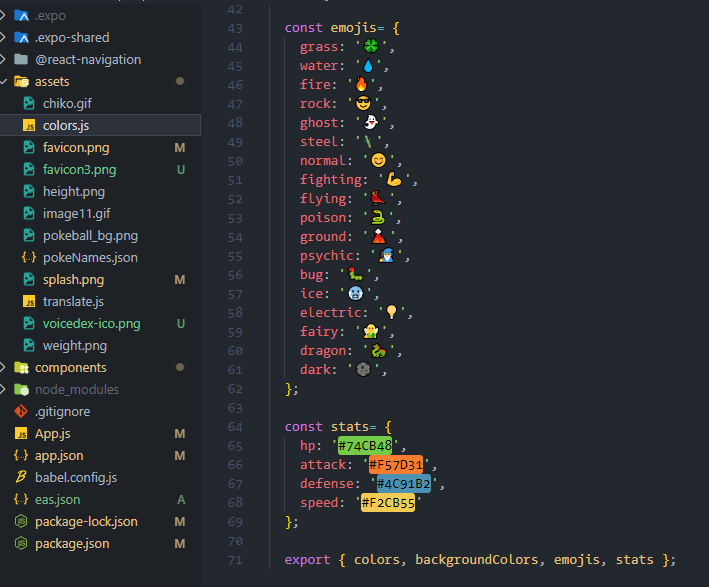 .expo
.expo-shared
@react-navigation
assets
chiko.gif
colors.js
favicon.png M
favicon3.png U
height.png
image11.gif
pokeball_bg.png
pokeNames.json
splash.png M
translate.js
voicedex-ico.png U
weight.png
components
node_modules
.gitignore
App.js M
app.json M
babel.config.js
eas.json A
package-lock.json M
package.json M
42
43 const emojis= {
44 grass: '🍀',
45 water: '💧',
46 fire: '🔥',
47 rock: '😎',
48 ghost: '👻',
49 steel: '🔪',
50 normal: '😊',
51 fighting: '💪',
52 flying: '🐦',
53 poison: '🐍',
54 ground: '🌋',
55 psychic: '🧙',
56 bug: '🐛',
57 ice: '🥶',
58 electric: '💡',
59 fairy: '🧚',
60 dragon: '🐉',
61 dark: '🌑',
62 };
63
64 const stats= {
65 hp: '#74CB48',
66 attack: '#F57D31',
67 defense: '#4C91B2',
68 speed: '#F2CB55'
69 };
70
71 export { colors, backgroundColors, emojis, stats };